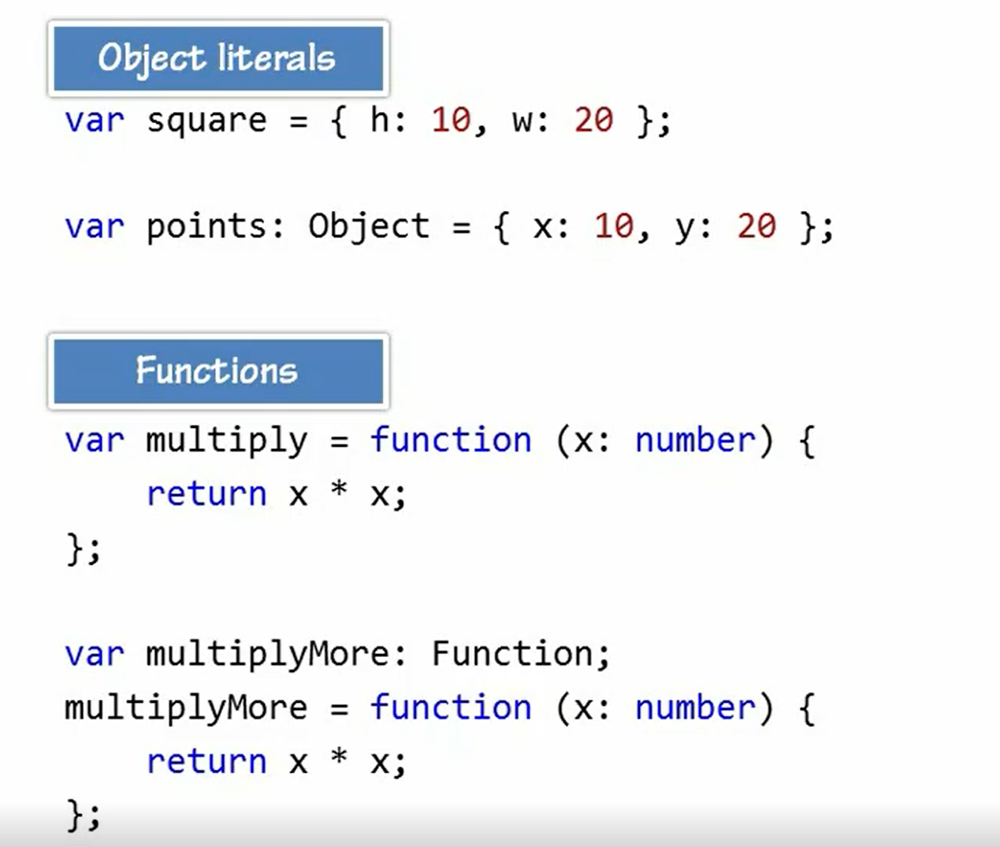 Object literals
var square = { h: 10, w: 20 };
var points: Object = { x: 10, y: 20 };
Functions
var multiply = function (x: number) {
    return x * x;
};
var multiplyMore: Function;
multiplyMore = function (x: number) {
    return x * x;
};